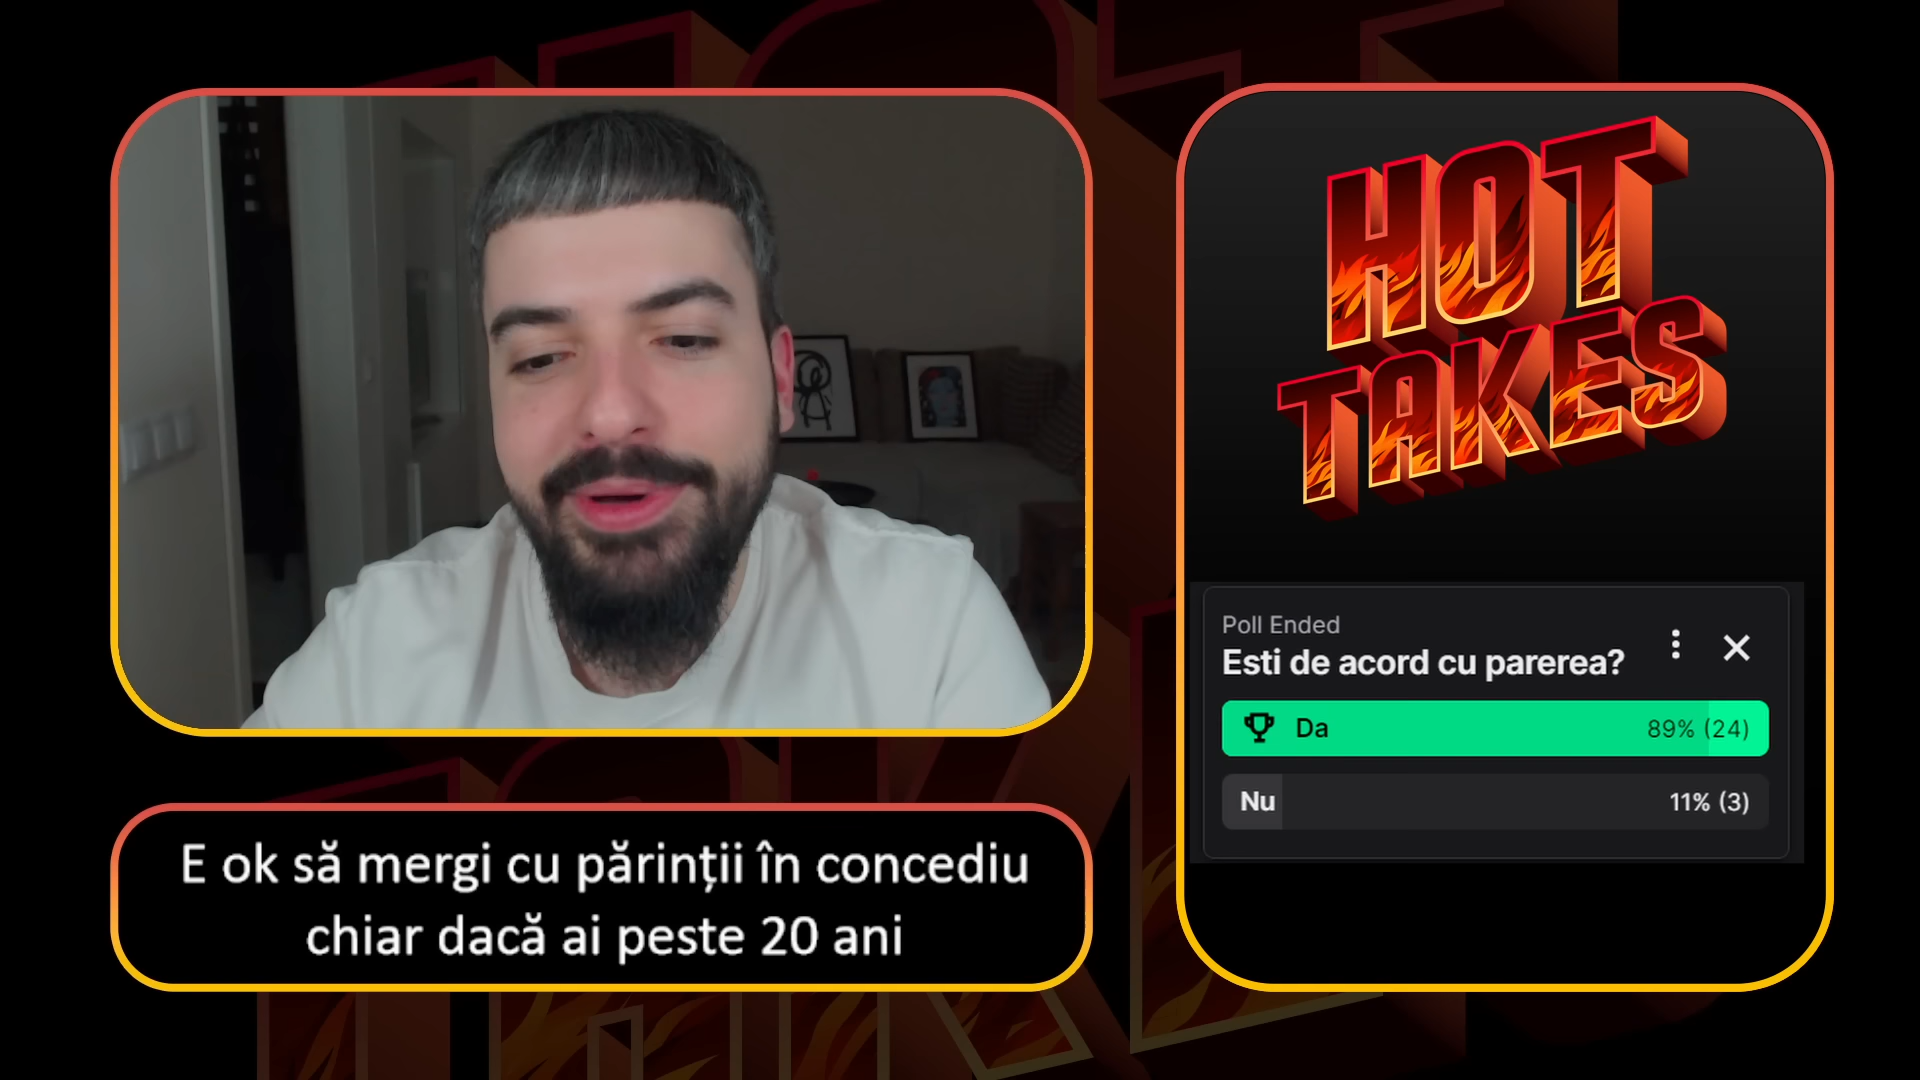 HOT
TAKES
Poll Ended
Esti de acord cu parerea?
Da 89% (24)
Nu 11% (3)
E ok să mergi cu părinții în concediu
chiar dacă ai peste 20 ani